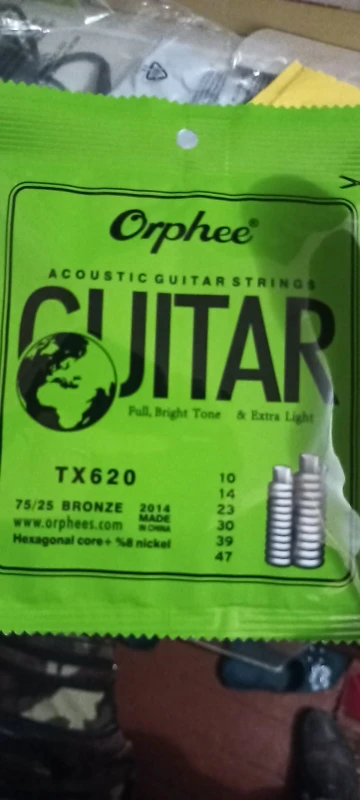 Orphee®
ACOUSTIC GUITAR STRINGS
GUITAR
Full, Bright Tone & Extra Light
TX620
75/25 BRONZE
www.orphees.com
2014
MADE
IN CHINA
Hexagonal core+ %8 nickel
10
14
23
30
39
47